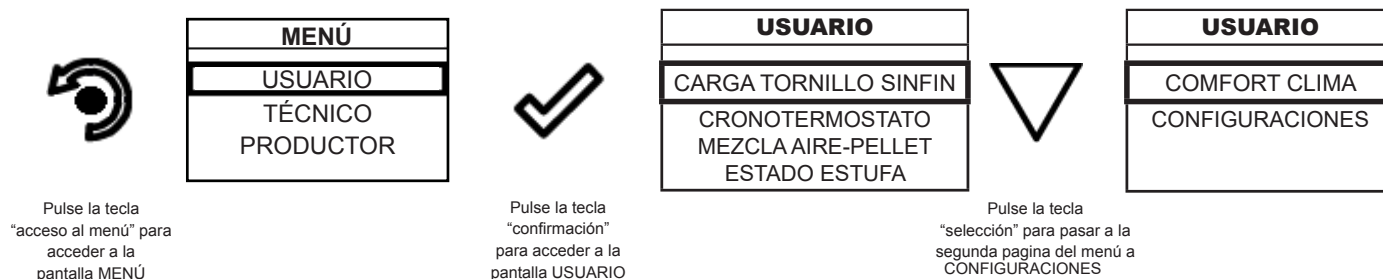 MENÚ
USUARIO
TÉCNICO
PRODUCTOR
Pulse la tecla
“acceso al menú” para
acceder a la
pantalla MENÚ
Pulse la tecla
“confirmación”
para acceder a la
pantalla USUARIO
USUARIO
CARGA TORNILLO SINFIN
CRONOTERMOSTATO
MEZCLA AIRE-PELLET
ESTADO ESTUFA
Pulse la tecla
“selección” para pasar a la
segunda pagina del menú a
CONFIGURACIONES
USUARIO
COMFORT CLIMA
CONFIGURACIONES